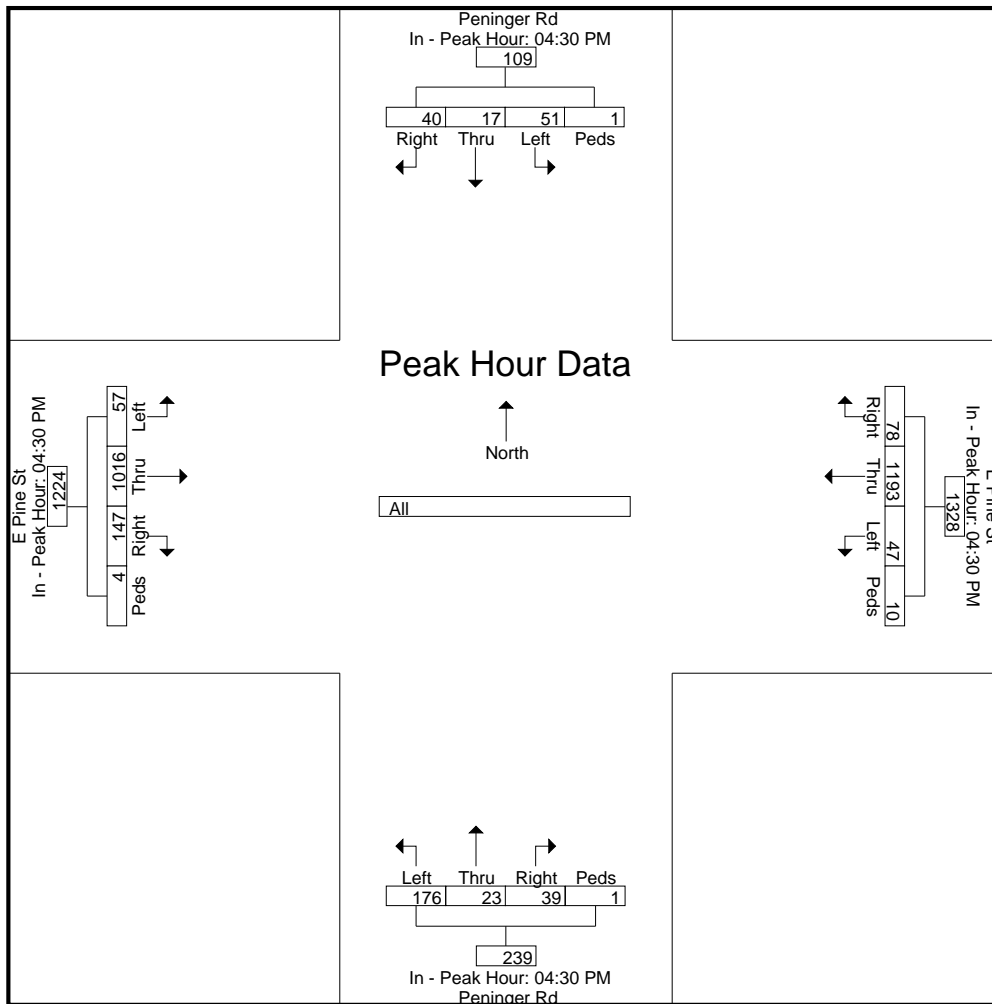 Peninger Rd
In - Peak Hour: 04:30 PM
109
40 17 51 1
Right Thru Left Peds
Peak Hour Data
North
All
E Pine St
In - Peak Hour: 04:30 PM
1224
57 1016 147 4
Left Thru Right Peds
E Pine St
In - Peak Hour: 04:30 PM
1328
78 1193 47 10
Right Thru Left Peds
Left Thru Right Peds
176 23 39 1
239
In - Peak Hour: 04:30 PM
Peninger Rd